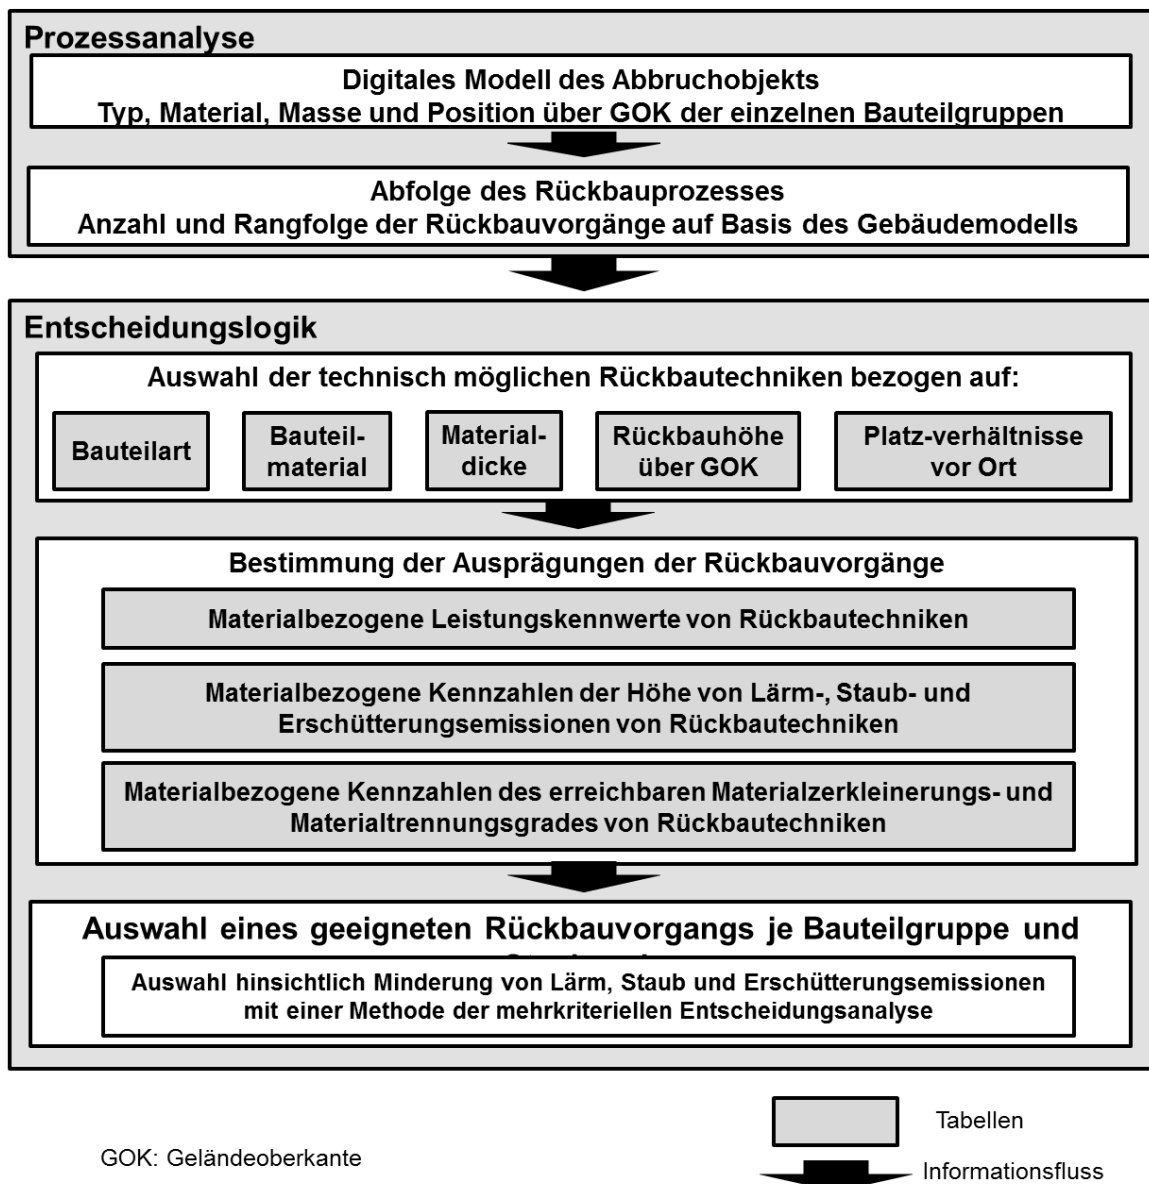 Prozessanalyse
Digitales Modell des Abbruchobjekts
Typ, Material, Masse und Position über GOK der einzelnen Bauteilgruppen
Abfolge des Rückbauprozesses
Anzahl und Rangfolge der Rückbauvorgänge auf Basis des Gebäudemodells
Entscheidungslogik
Auswahl der technisch möglichen Rückbautechniken bezogen auf:
Bauteilart
Bauteil-
material
Material-
dicke
Rückbauhöhe
über GOK
Platz-verhältnisse
vor Ort
Bestimmung der Ausprägungen der Rückbauvorgänge
Materialbezogene Leistungskennwerte von Rückbautechniken
Materialbezogene Kennzahlen der Höhe von Lärm-, Staub- und
Erschütterungsemissionen von Rückbautechniken
Materialbezogene Kennzahlen des erreichbaren Materialzerkleinerungs- und
Materialtrennungsgrades von Rückbautechniken
Auswahl eines geeigneten Rückbauvorgangs je Bauteilgruppe und
Auswahl hinsichtlich Minderung von Lärm, Staub und Erschütterungsemissionen
mit einer Methode der mehrkriteriellen Entscheidungsanalyse
GOK: Geländeoberkante
Tabellen
Informationsfluss